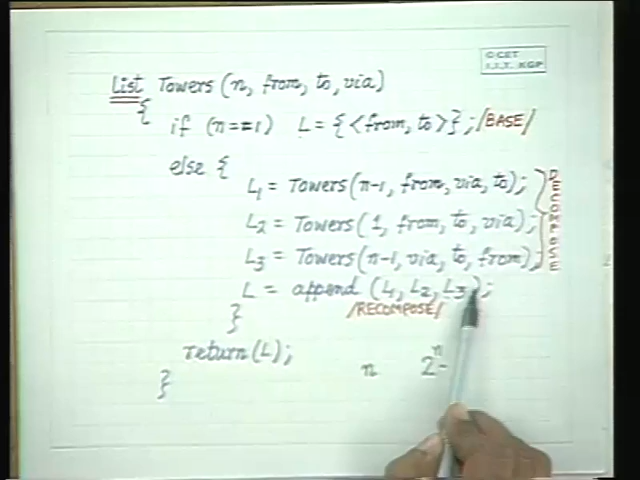 © CET
I.I.T. KGP
List Towers (n, from, to, via)
{
if (n==1) L = {<from, to>}; /BASE/
else {
L1 = Towers(n-1, from, via, to);
L2 = Towers(1, from, to, via);
L3 = Towers(n-1, via, to, from);
DECOMPOSE
L = append (L1, L2, L3);
/RECOMPOSE/
}
return(L);
n 2^n-
}